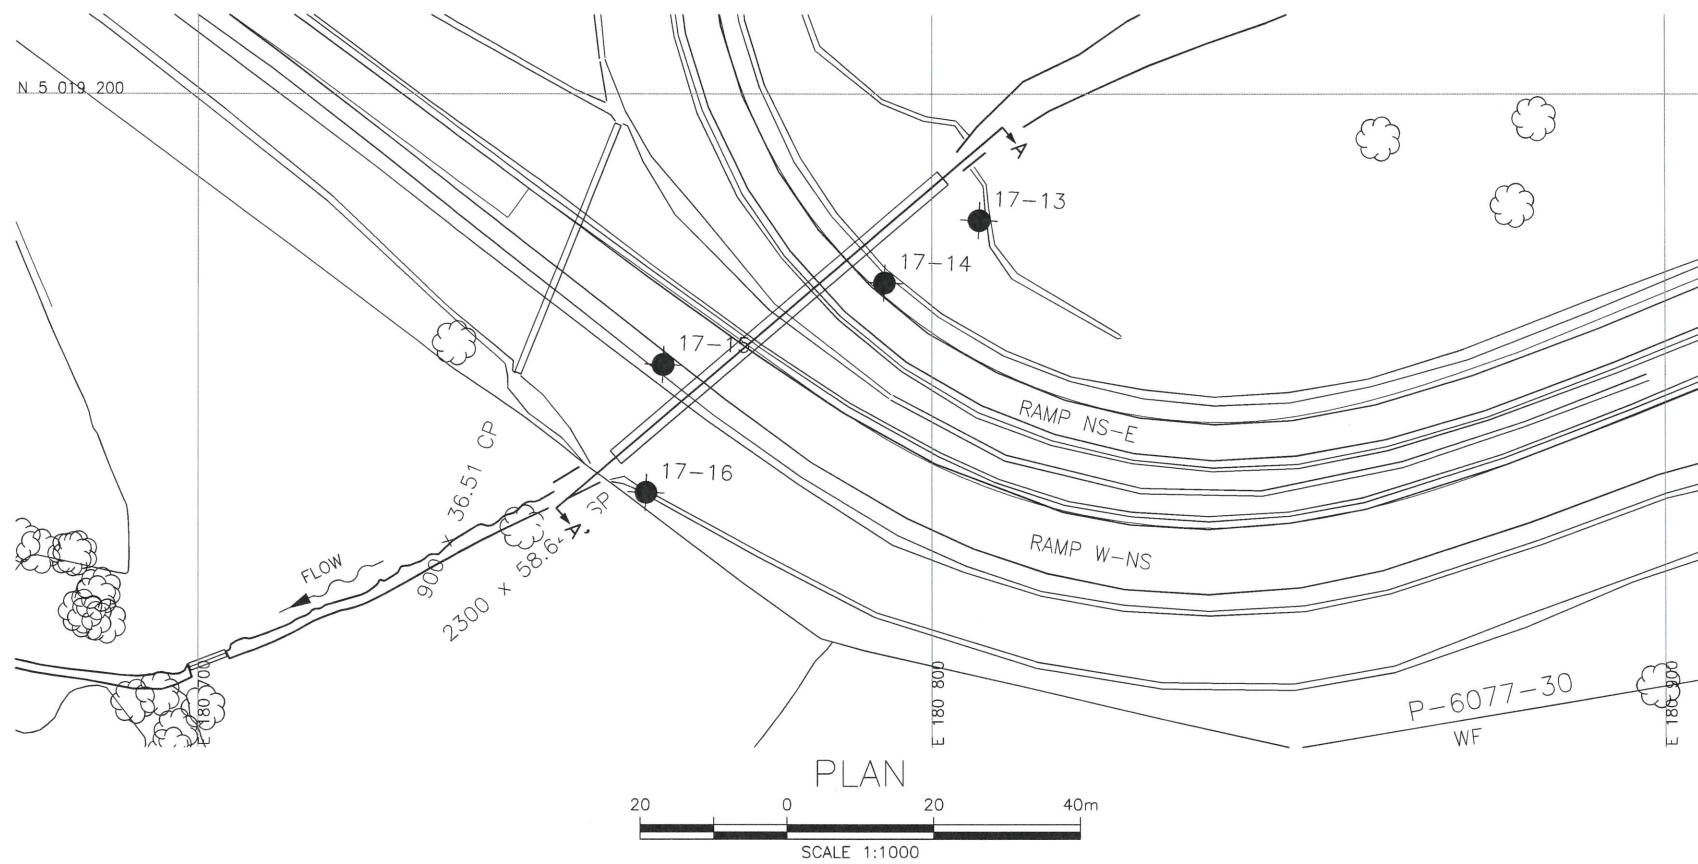 N 5 019 200
A
17-13
17-14
17-15
RAMP NS-E
17-16
900 x 36.51 CP
2300 x 58.6 SP
A'
RAMP W-NS
FLOW
E 180 700
E 180 800
E 180 900
P-6077-30
WF
PLAN
20 0 20 40m
SCALE 1:1000